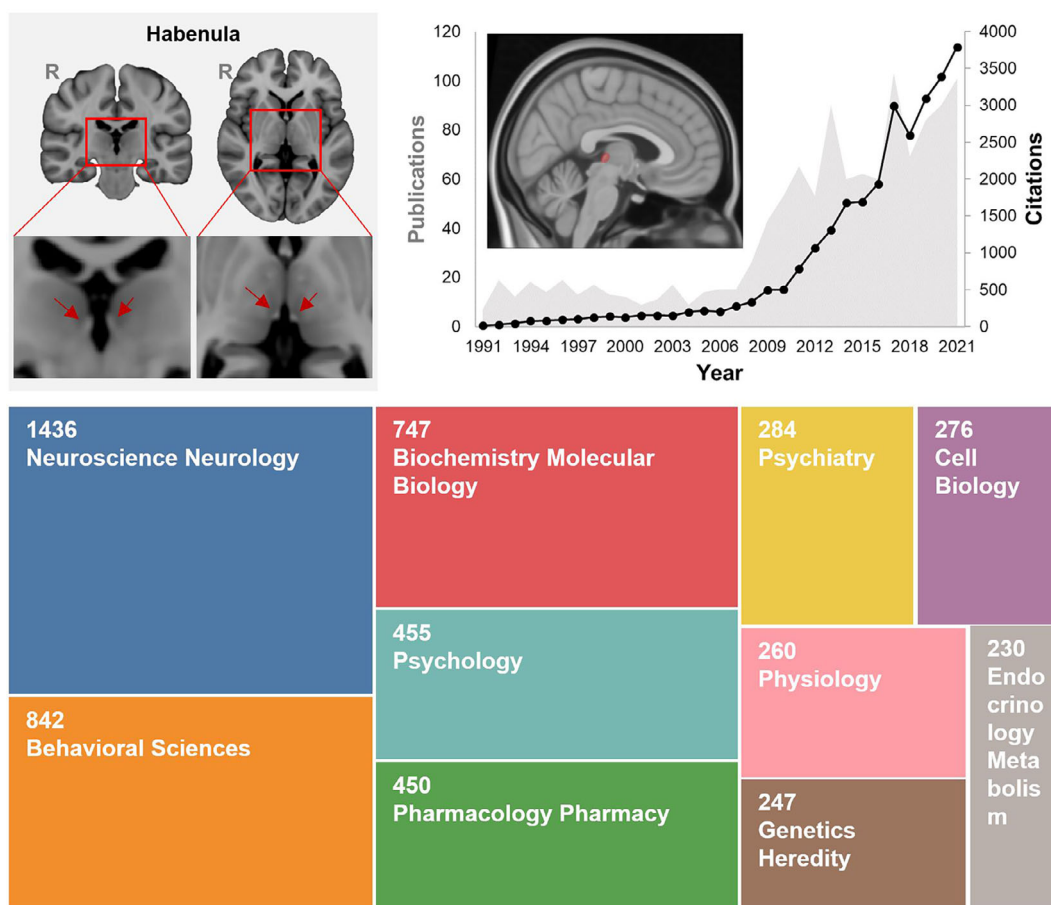 Habenula
R
R
120
100
80
60
40
20
0
Publications
4000
3500
3000
2500
2000
1500
1000
500
0
Citations
1991 1994 1997 2000 2003 2006 2009 2012 2015 2018 2021
Year
1436
Neuroscience Neurology
842
Behavioral Sciences
747
Biochemistry Molecular
Biology
455
Psychology
450
Pharmacology Pharmacy
284
Psychiatry
276
Cell
Biology
260
Physiology
247
Genetics
Heredity
230
Endo
crino
logy
Meta
bolis
m